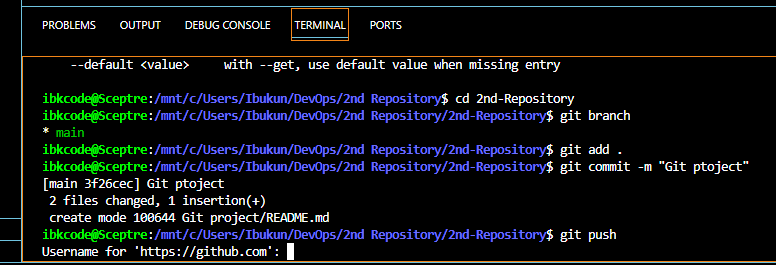 PROBLEMS OUTPUT DEBUG CONSOLE TERMINAL PORTS
--default <value> with --get, use default value when missing entry
ibkcode@Sceptre:/mnt/c/Users/Ibukun/DevOps/2nd Repository$ cd 2nd-Repository
ibkcode@Sceptre:/mnt/c/Users/Ibukun/DevOps/2nd Repository/2nd-Repository$ git branch
* main
ibkcode@Sceptre:/mnt/c/Users/Ibukun/DevOps/2nd Repository/2nd-Repository$ git add .
ibkcode@Sceptre:/mnt/c/Users/Ibukun/DevOps/2nd Repository/2nd-Repository$ git commit -m "Git ptoject"
[main 3f26cec] Git ptoject
2 files changed, 1 insertion(+)
create mode 100644 Git project/README.md
ibkcode@Sceptre:/mnt/c/Users/Ibukun/DevOps/2nd Repository/2nd-Repository$ git push
Username for 'https://github.com':